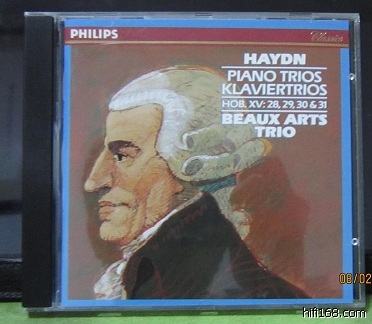 PHILIPS
Classics
HAYDN
PIANO TRIOS
KLAVIERTRIOS
HOB. XV: 28, 29, 30 & 31
BEAUX ARTS
TRIO
08/02
hifi168.com